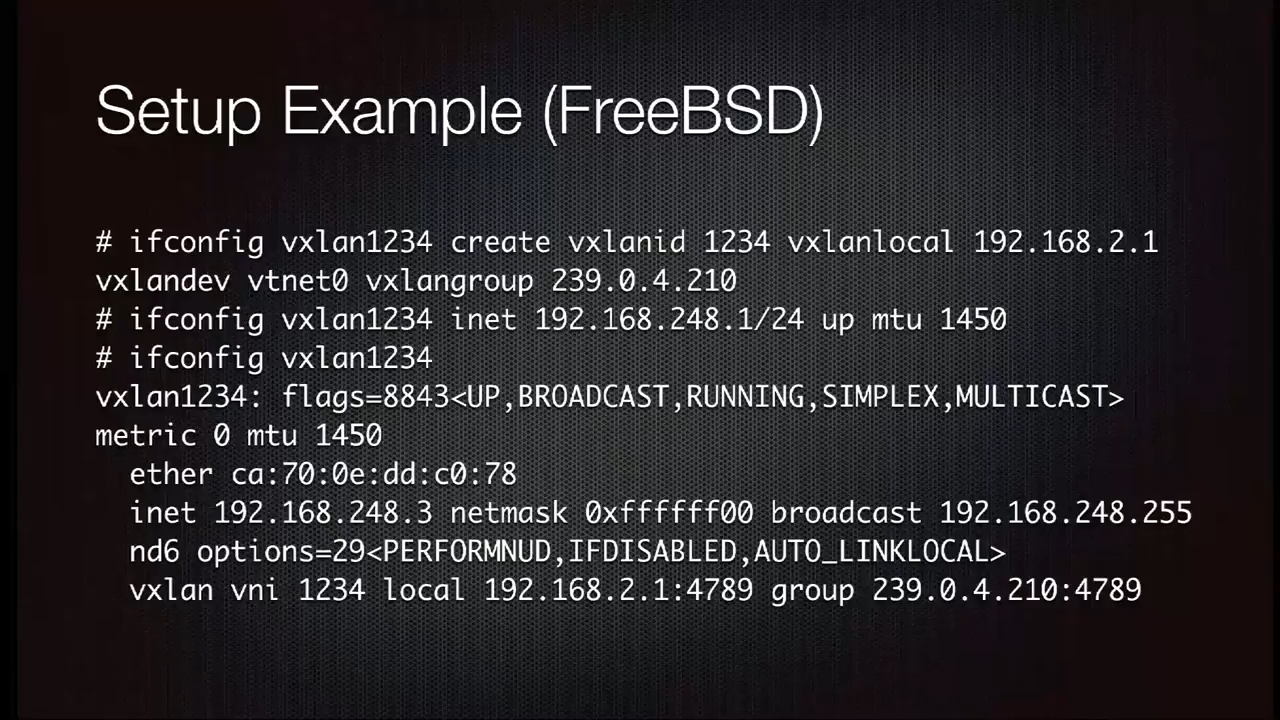 Setup Example (FreeBSD)
# ifconfig vxlan1234 create vxlanid 1234 vxlanlocal 192.168.2.1
vxlandev vtnet0 vxlangroup 239.0.4.210
# ifconfig vxlan1234 inet 192.168.248.1/24 up mtu 1450
# ifconfig vxlan1234
vxlan1234: flags=8843<UP,BROADCAST,RUNNING,SIMPLEX,MULTICAST>
metric 0 mtu 1450
ether ca:70:0e:dd:c0:78
inet 192.168.248.3 netmask 0xffffff00 broadcast 192.168.248.255
nd6 options=29<PERFORMNUD,IFDISABLED,AUTO_LINKLOCAL>
vxlan vni 1234 local 192.168.2.1:4789 group 239.0.4.210:4789